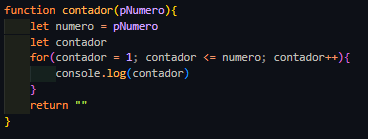 function contador(pNumero){
    let numero = pNumero
    let contador
    for(contador = 1; contador <= numero; contador++){
        console.log(contador)
    }
    return ""
}